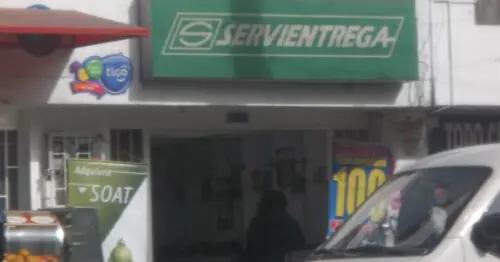 SERVIENTREGA
tigo
Adquiera
SOAT
100
TODO